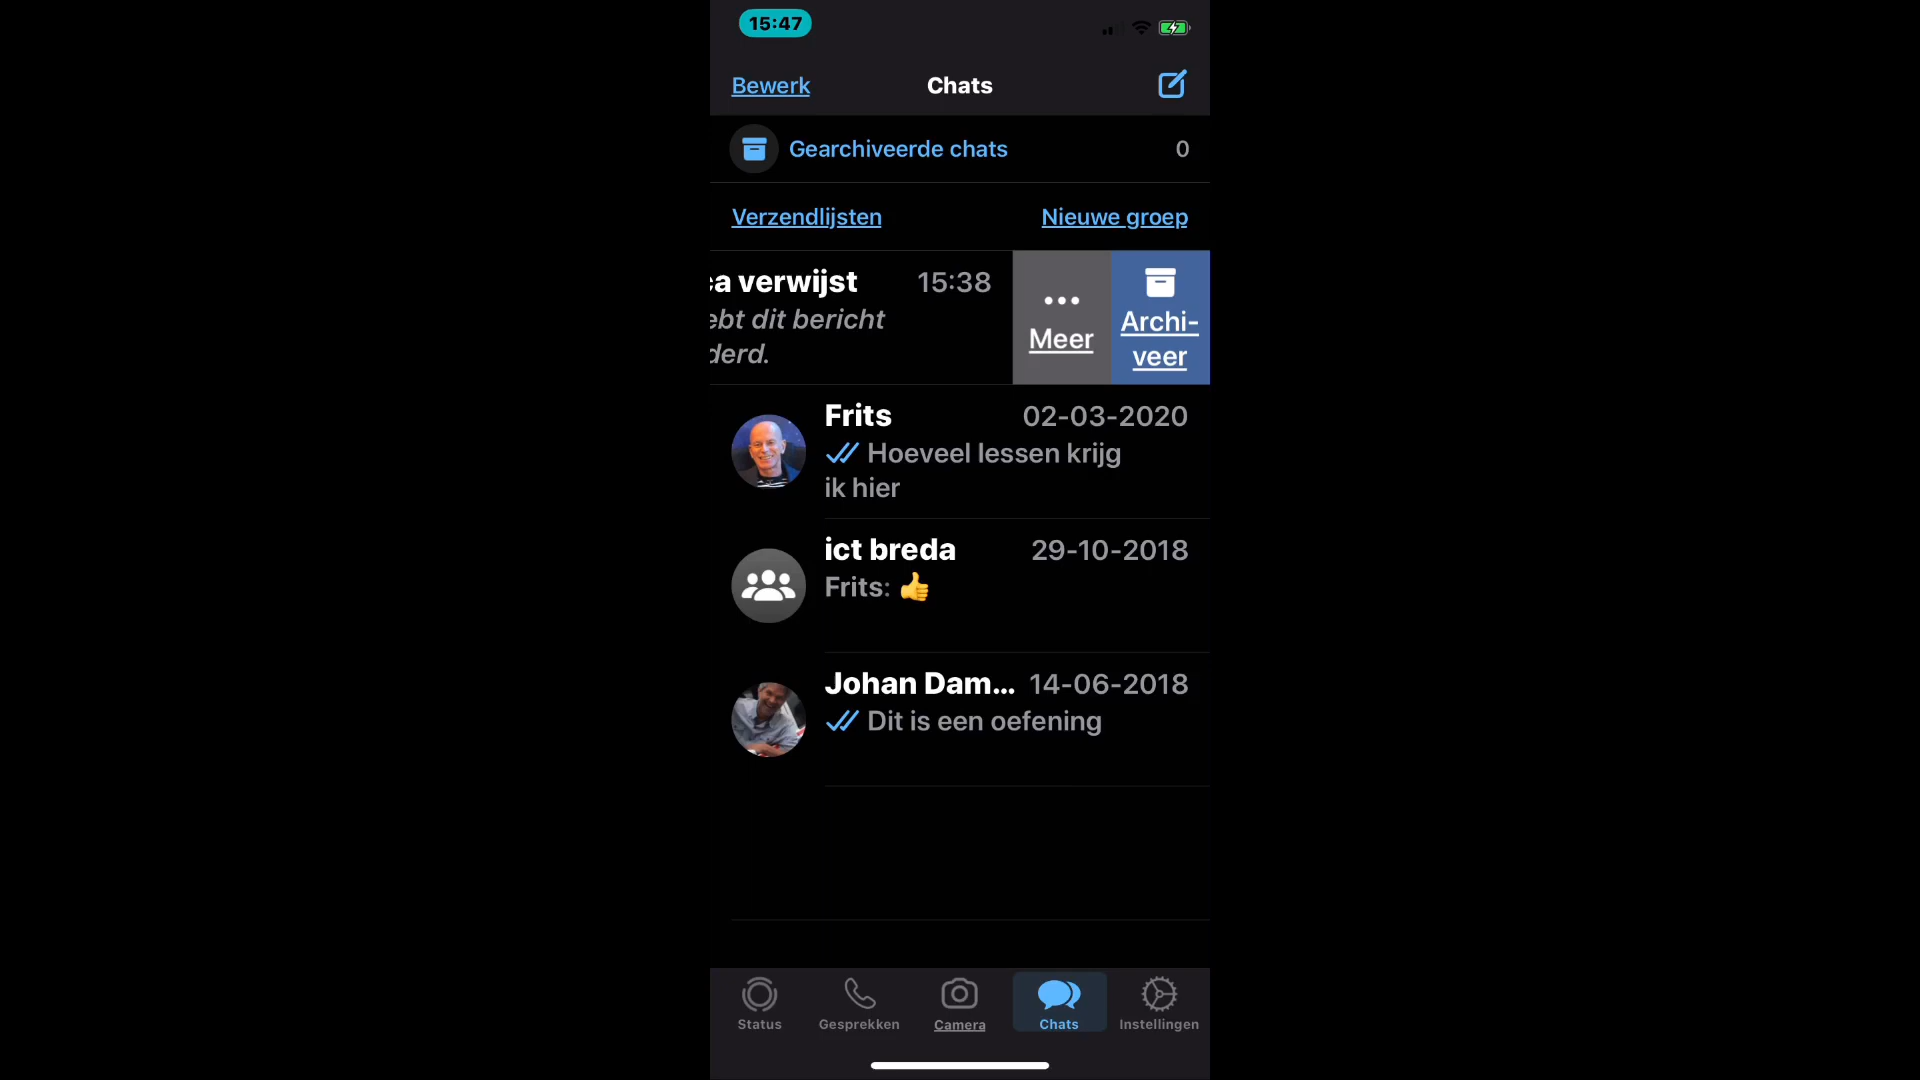 15:47
Bewerk Chats
Gearchiveerde chats 0
Verzendlijsten Nieuwe groep
ca verwijst 15:38
ebt dit bericht
derd.
Meer
Archi-
veer
Frits 02-03-2020
Hoeveel lessen krijg
ik hier
ict breda 29-10-2018
Frits: 👍
Johan Dam... 14-06-2018
Dit is een oefening
Status Gesprekken Camera Chats Instellingen